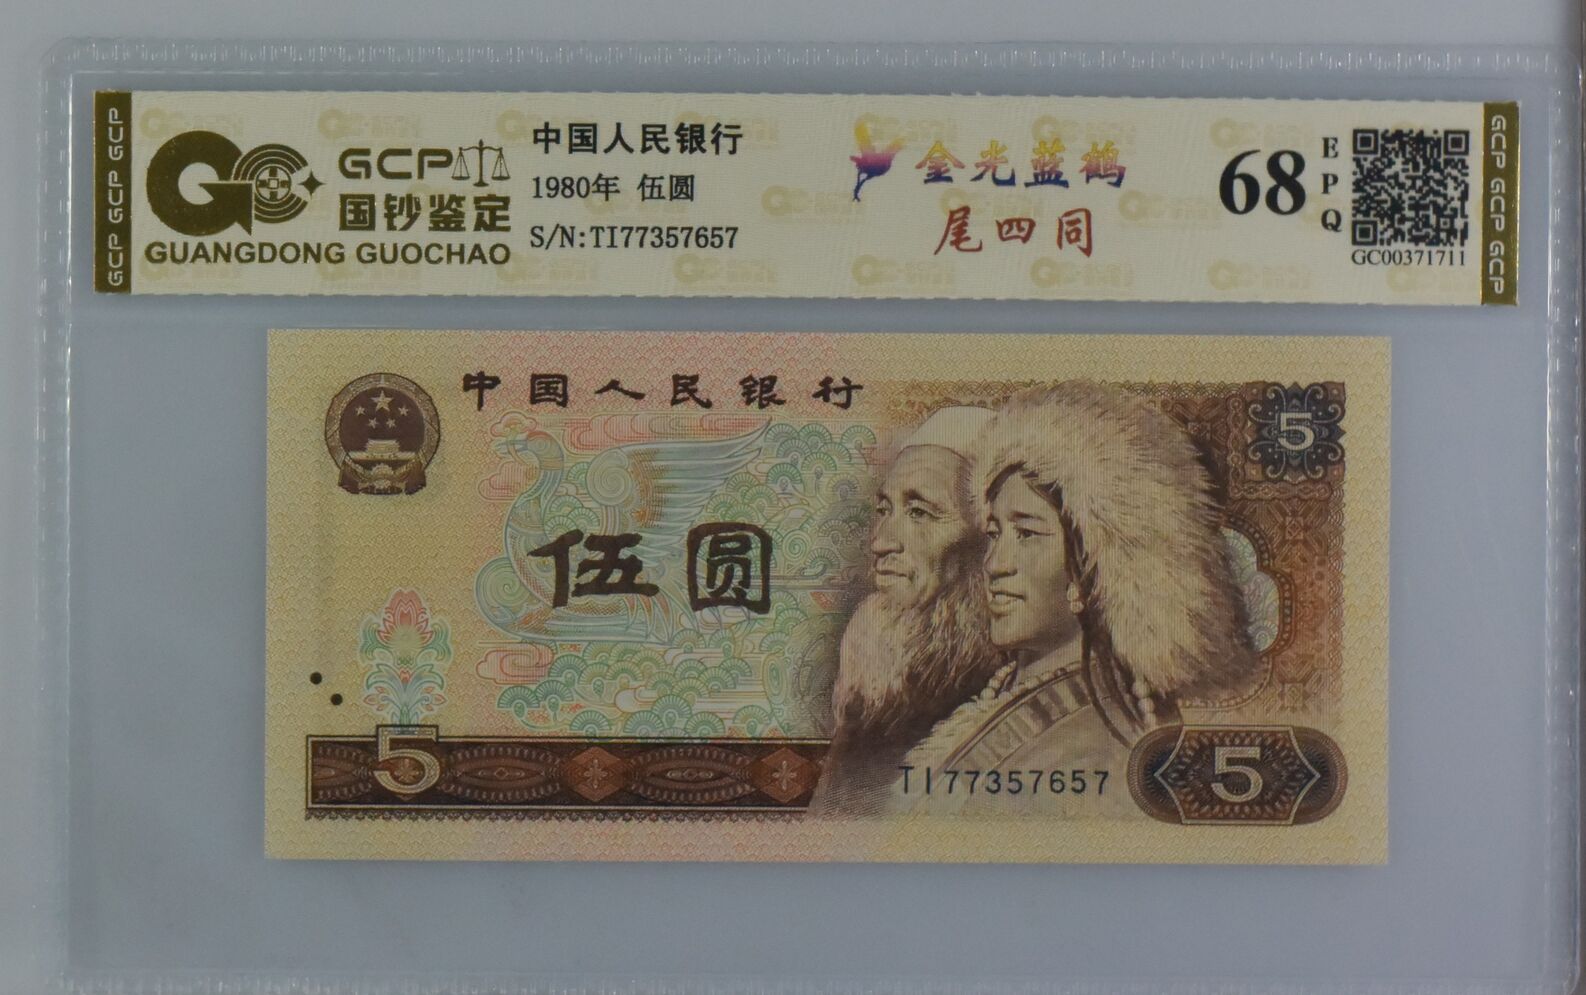 GCP GCP GCP
GCP
国钞鉴定
GUANGDONG GUOCHAO
中国人民银行
1980年 伍圆
S/N:TI77357657
金光蓝鹤
尾四同
68
EPQ
GC00371711
GCP GCP GCP
中国人民银行
5
伍圆
5
TI77357657
5